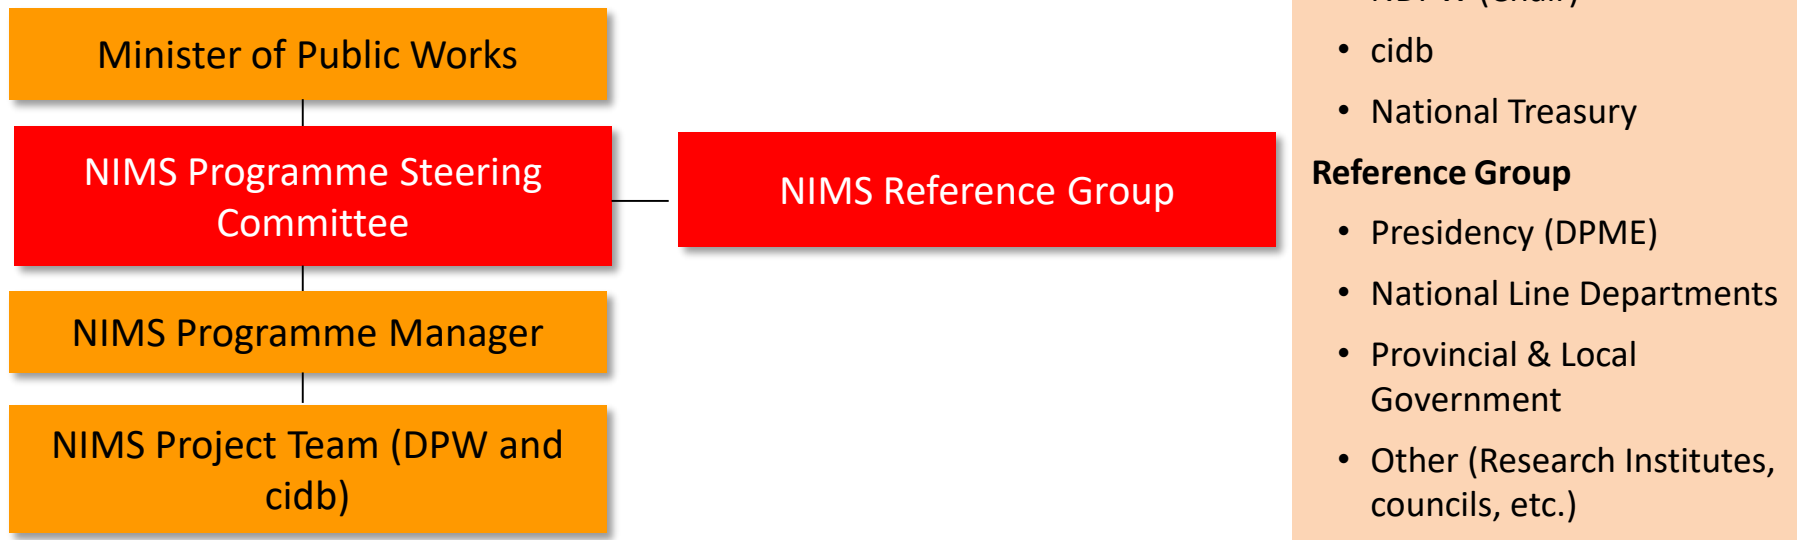 Minister of Public Works
NIMS Programme Steering
Committee
NIMS Reference Group
NIMS Programme Manager
NIMS Project Team (DPW and
cidb)
• cidb
• National Treasury
Reference Group
• Presidency (DPME)
• National Line Departments
• Provincial & Local
Government
• Other (Research Institutes,
councils, etc.)